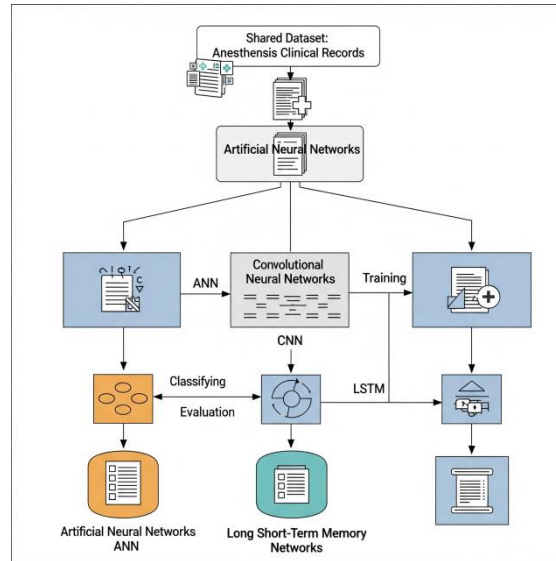 Shared Dataset:
Anesthensis Clinical Records
Artificial Neural Networks
ANN
Convolutional
Neural Networks
Training
CNN
Classifying
Evaluation
LSTM
Artificial Neural Networks
ANN
Long Short-Term Memory
Networks